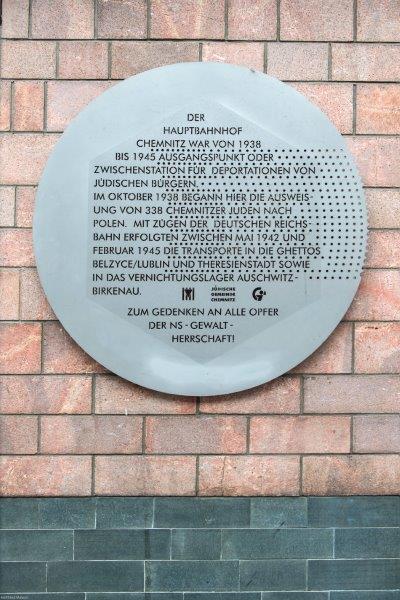 DER
HAUPTBAHNHOF
CHEMNITZ WAR VON 1938
BIS 1945 AUSGANGSPUNKT ODER
ZWISCHENSTATION FÜR DEPORTATIONEN VON
JÜDISCHEN BÜRGERN.
IM OKTOBER 1938 BEGANN HIER DIE AUSWEIS-
UNG VON 338 CHEMNITZER JUDEN NACH
POLEN. MIT ZÜGEN DER DEUTSCHEN REICHS-
BAHN ERFOLGTEN ZWISCHEN MAI 1942 UND
FEBRUAR 1945 DIE TRANSPORTE IN DIE GHETTOS
BELZYCE/LUBLIN UND THERESIENSTADT SOWIE
IN DAS VERNICHTUNGSLAGER AUSCHWITZ-
BIRKENAU.
JÜDISCHE
GEMEINDE
CHEMNITZ
ZUM GEDENKEN AN ALLE OPFER
DER NS - GEWALT -
HERRSCHAFT!